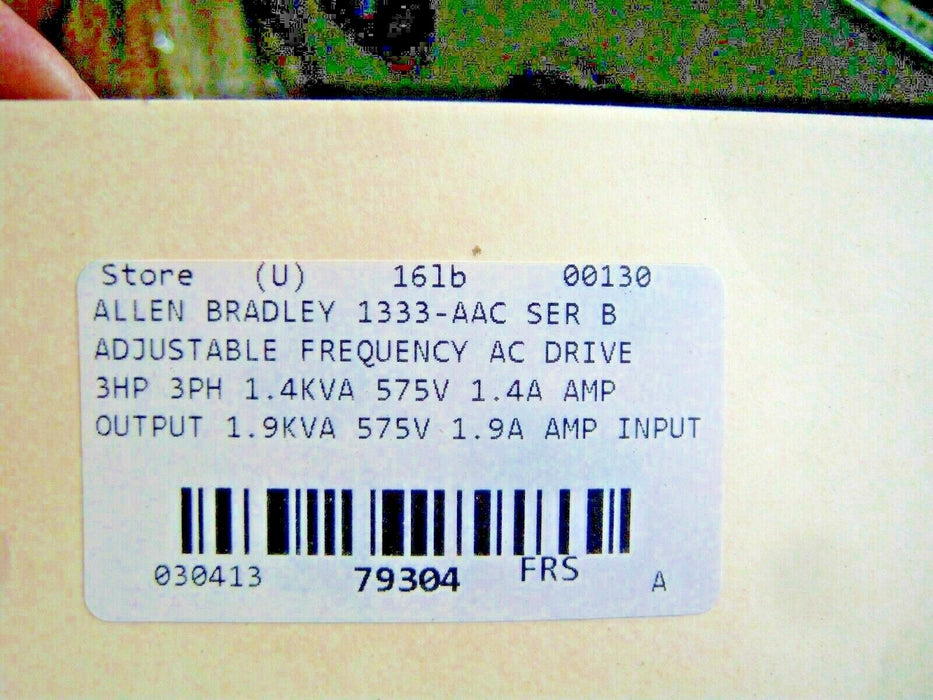 Store (U) 16lb 00130
ALLEN BRADLEY 1333-AAC SER B
ADJUSTABLE FREQUENCY AC DRIVE
3HP 3PH 1.4KVA 575V 1.4A AMP
OUTPUT 1.9KVA 575V 1.9A AMP INPUT
030413 79304 FRS A